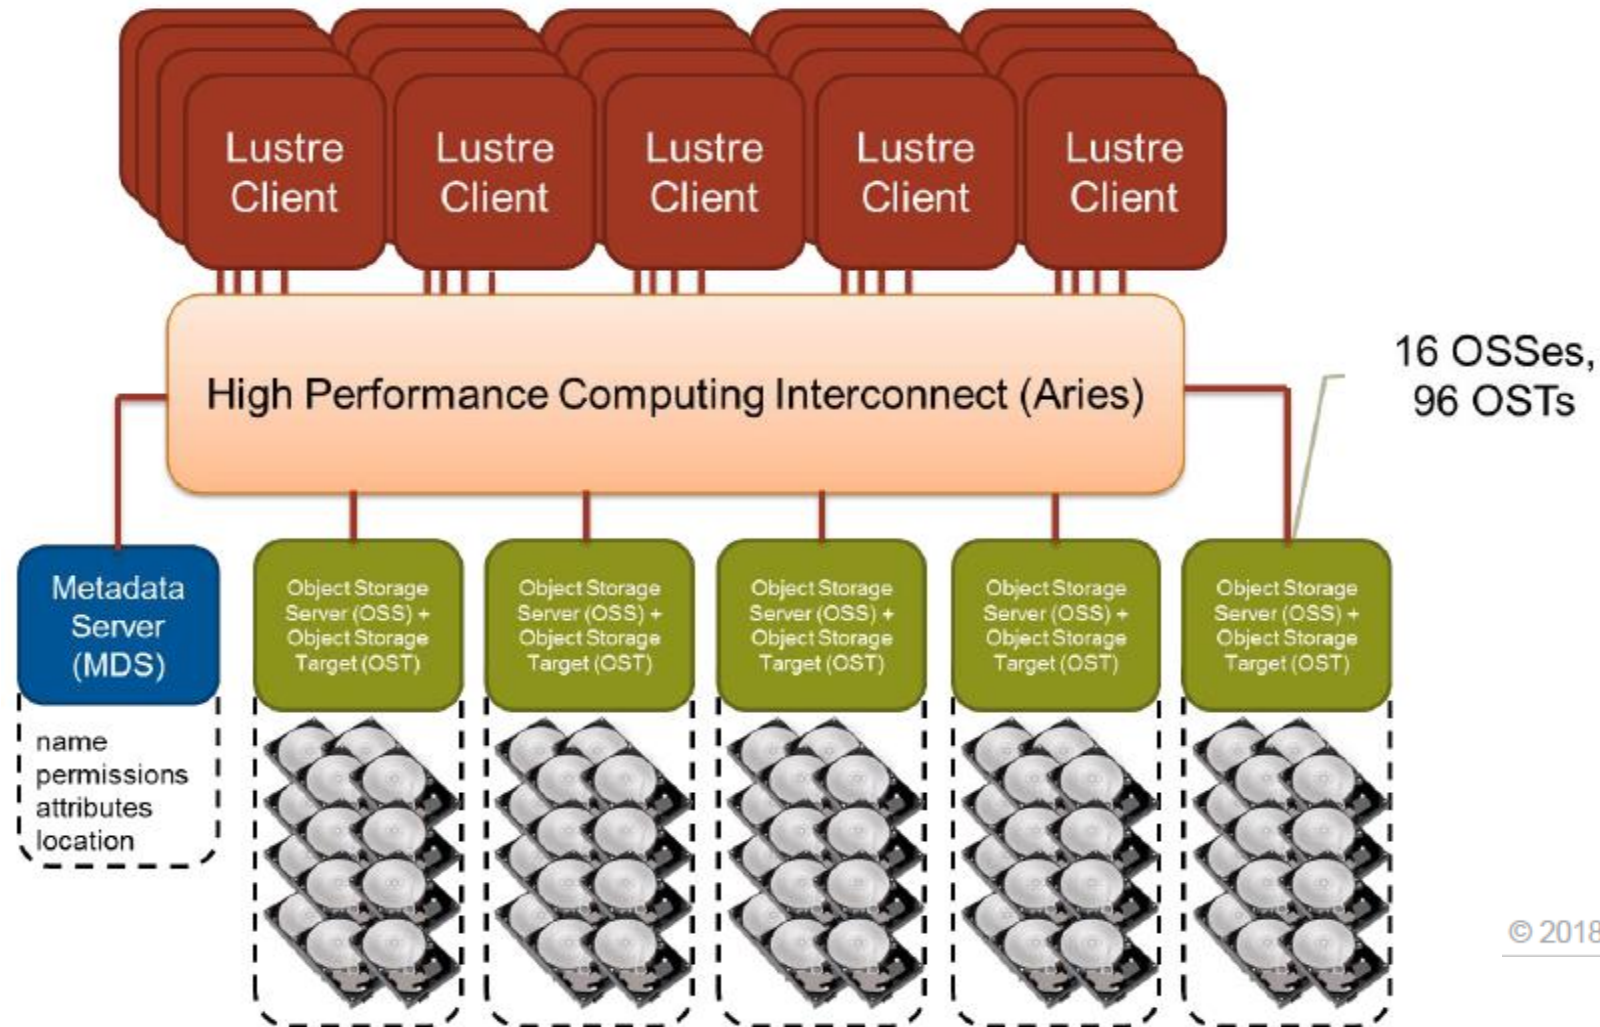 Lustre
Client
Lustre
Client
Lustre
Client
Lustre
Client
Lustre
Client
High Performance Computing Interconnect (Aries)
16 OSSes,
96 OSTs
Metadata
Server
(MDS)
name
permissions
attributes
location
Object Storage
Server (OSS) +
Object Storage
Target (OST)
Object Storage
Server (OSS) +
Object Storage
Target (OST)
Object Storage
Server (OSS) +
Object Storage
Target (OST)
Object Storage
Server (OSS) +
Object Storage
Target (OST)
Object Storage
Server (OSS) +
Object Storage
Target (OST)
© 2018